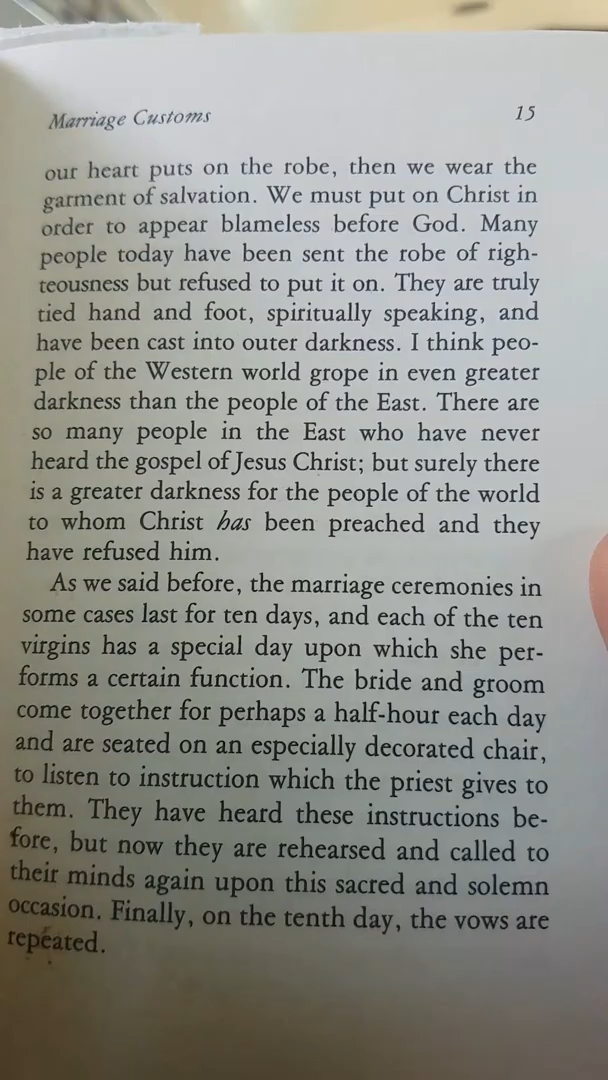 Marriage Customs 15
our heart puts on the robe, then we wear the
garment of salvation. We must put on Christ in
order to appear blameless before God. Many
people today have been sent the robe of righ-
teousness but refused to put it on. They are truly
tied hand and foot, spiritually speaking, and
have been cast into outer darkness. I think peo-
ple of the Western world grope in even greater
darkness than the people of the East. There are
so many people in the East who have never
heard the gospel of Jesus Christ; but surely there
is a greater darkness for the people of the world
to whom Christ has been preached and they
have refused him.
As we said before, the marriage ceremonies in
some cases last for ten days, and each of the ten
virgins has a special day upon which she per-
forms a certain function. The bride and groom
come together for perhaps a half-hour each day
and are seated on an especially decorated chair,
to listen to instruction which the priest gives to
them. They have heard these instructions be-
fore, but now they are rehearsed and called to
their minds again upon this sacred and solemn
occasion. Finally, on the tenth day, the vows are
repeated.